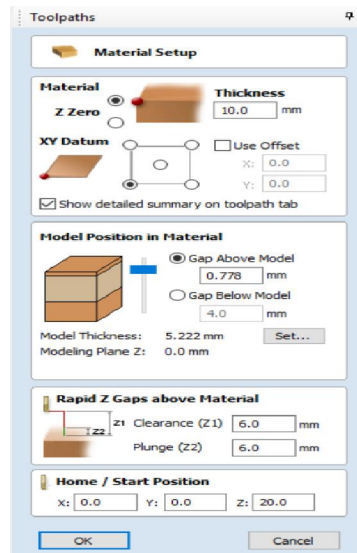 Toolpaths
Material Setup
Material
Z Zero
Thickness
10.0 mm
XY Datum
Use Offset
X: 0.0
Y: 0.0
Show detailed summary on toolpath tab
Model Position in Material
Gap Above Model
0.778 mm
Gap Below Model
4.0 mm
Model Thickness: 5.222 mm Set...
Modeling Plane Z: 0.0 mm
Rapid Z Gaps above Material
Z1 Clearance (Z1) 6.0 mm
Z2
Plunge (Z2) 6.0 mm
Home / Start Position
X: 0.0 Y: 0.0 Z: 20.0
OK Cancel